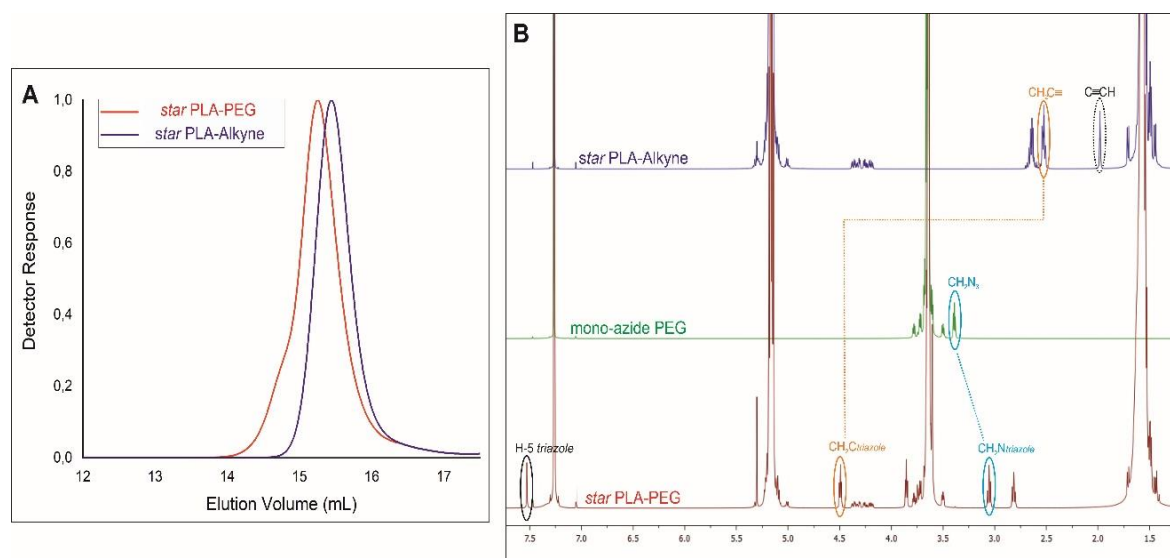 A
star PLA-PEG
star PLA-Alkyne
1,0
0,8
0,6
0,4
0,2
0,0
12 13 14 15 16 17
Detector Response
Elution Volume (mL)
B
CH₂C≡
C≡CH
star PLA-Alkyne
CH₂N₃
mono-azide PEG
H-5 triazole
CH₂Ctriazole
CH₂Ntriazole
star PLA-PEG
7.5 7.0 6.5 6.0 5.5 5.0 4.5 4.0 3.5 3.0 2.5 2.0 1.5